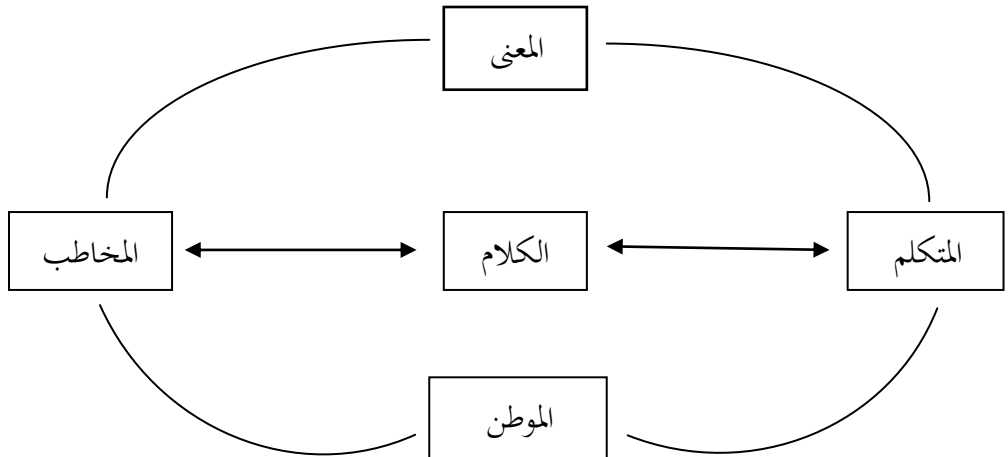 المعنى
المتكلم
الكلام
المخاطب
الموطن